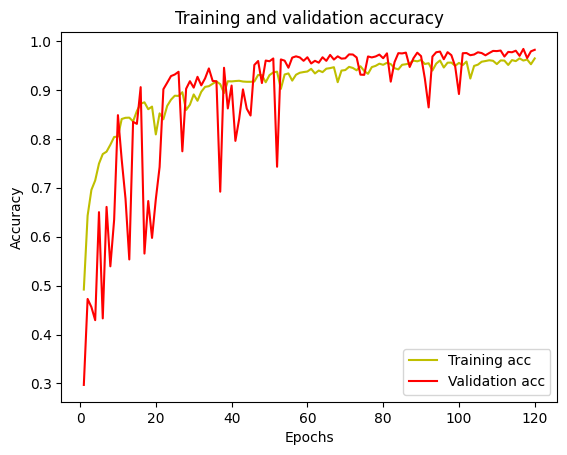 Training and validation accuracy
Accuracy
1.0
0.9
0.8
0.7
0.6
0.5
0.4
0.3
Training acc
Validation acc
0 20 40 60 80 100 120
Epochs